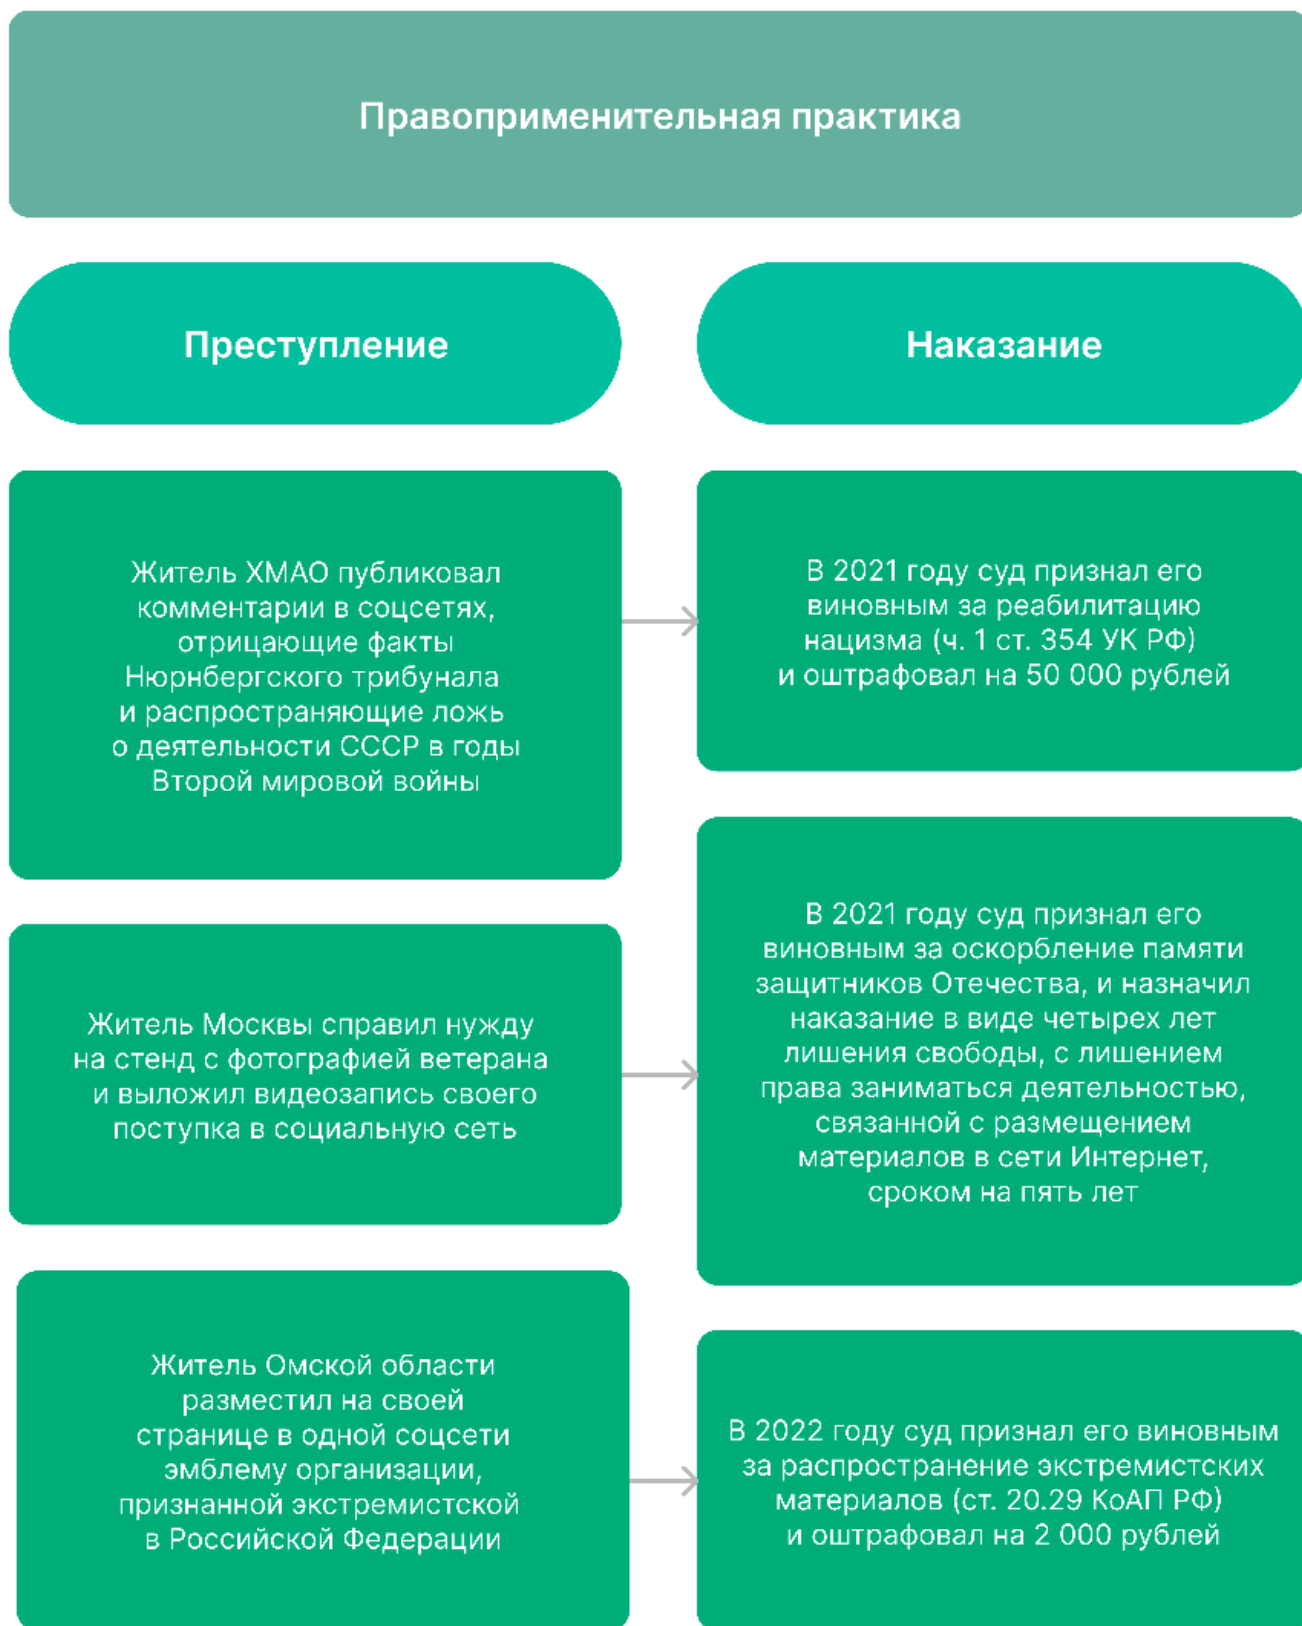 Правоприменительная практика
Преступление
Наказание
Житель ХМАО публиковал
комментарии в соцсетях,
отрицающие факты
Нюрнбергского трибунала
и распространяющие ложь
о деятельности СССР в годы
Второй мировой войны
В 2021 году суд признал его
виновным за реабилитацию
нацизма (ч. 1 ст. 354 УК РФ)
и оштрафовал на 50 000 рублей
Житель Москвы справил нужду
на стенд с фотографией ветерана
и выложил видеозапись своего
поступка в социальную сеть
В 2021 году суд признал его
виновным за оскорбление памяти
защитников Отечества, и назначил
наказание в виде четырех лет
лишения свободы, с лишением
права заниматься деятельностью,
связанной с размещением
материалов в сети Интернет,
сроком на пять лет
Житель Омской области
разместил на своей
странице в одной соцсети
эмблему организации,
признанной экстремистской
в Российской Федерации
В 2022 году суд признал его виновным
за распространение экстремистских
материалов (ст. 20.29 КоАП РФ)
и оштрафовал на 2 000 рублей